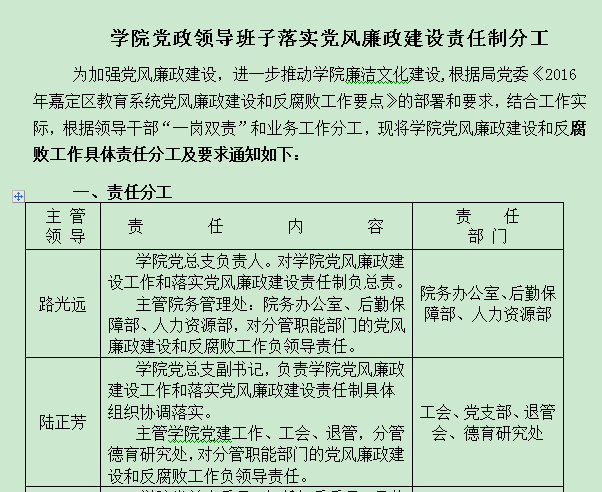 学院党政领导班子落实党风廉政建设责任制分工
为加强党风廉政建设，进一步推动学院廉洁文化建设,根据局党委《2016
年嘉定区教育系统党风廉政建设和反腐败工作要点》的部署和要求，结合工作实
际，根据领导干部“一岗双责”和业务工作分工，现将学院党风廉政建设和反腐
败工作具体责任分工及要求通知如下：
一、责任分工
主 管
领 导
责 任 内 容
责 任
部 门
路光远
学院党总支负责人。对学院党风廉政建
设工作和落实党风廉政建设责任制负总责。
主管院务管理处：院务办公室、后勤保
障部、人力资源部，对分管职能部门的党风
廉政建设和反腐败工作负领导责任。
院务办公室、后勤保
障部、人力资源部
陆正芳
学院党总支副书记，负责学院党风廉政
建设工作和落实党风廉政建设责任制具体
组织协调落实。
主管学院党建工作、工会、退管，分管
德育研究处，对分管职能部门的党风廉政建
设和反腐败工作负领导责任。
工会、党支部、退管
会、德育研究处